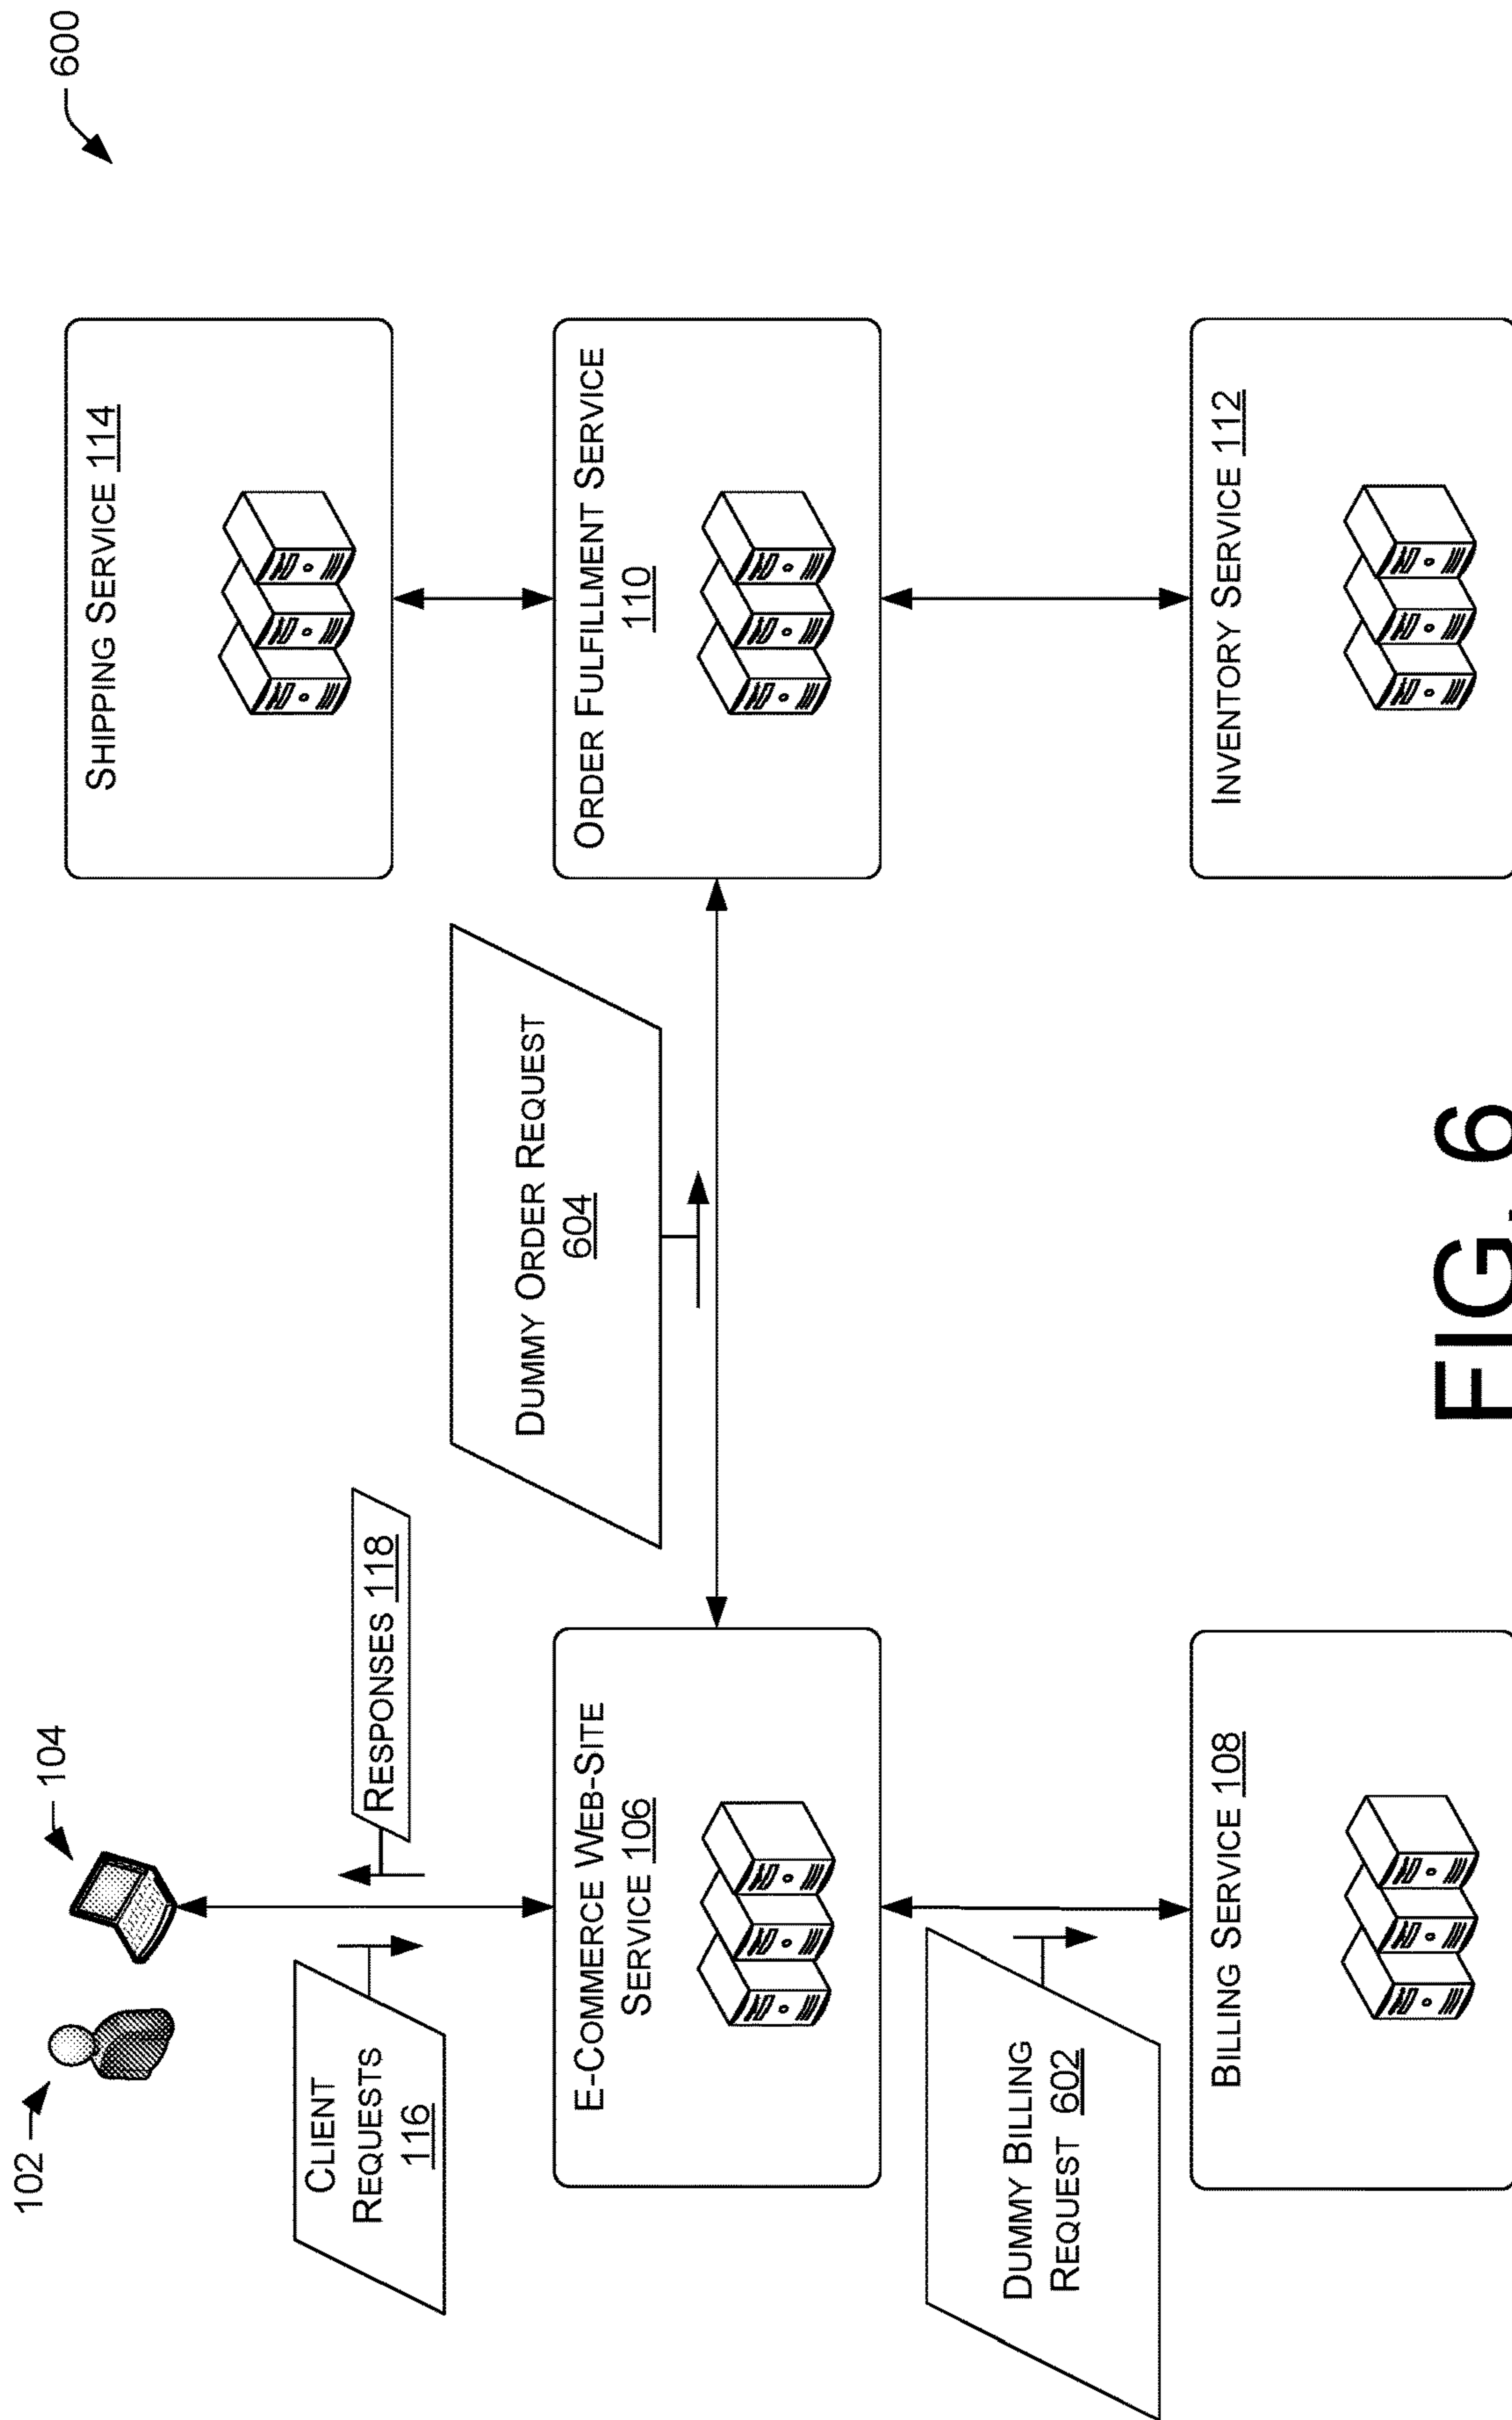 600
102
104
CLIENT
REQUESTS
116
RESPONSES 118
E-COMMERCE WEB-SITE
SERVICE 106
DUMMY ORDER REQUEST
604
SHIPPING SERVICE 114
ORDER FULFILLMENT SERVICE
110
DUMMY BILLING
REQUEST 602
BILLING SERVICE 108
INVENTORY SERVICE 112
FIG. 6